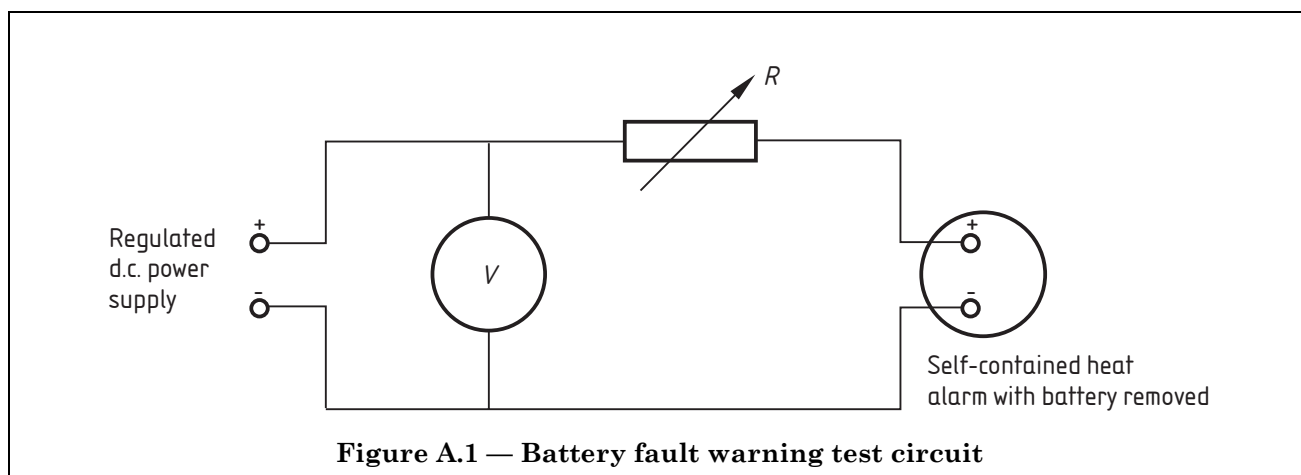 R
+
Regulated
d.c. power
supply
-
V
+
-
Self-contained heat
alarm with battery removed
Figure A.1 — Battery fault warning test circuit